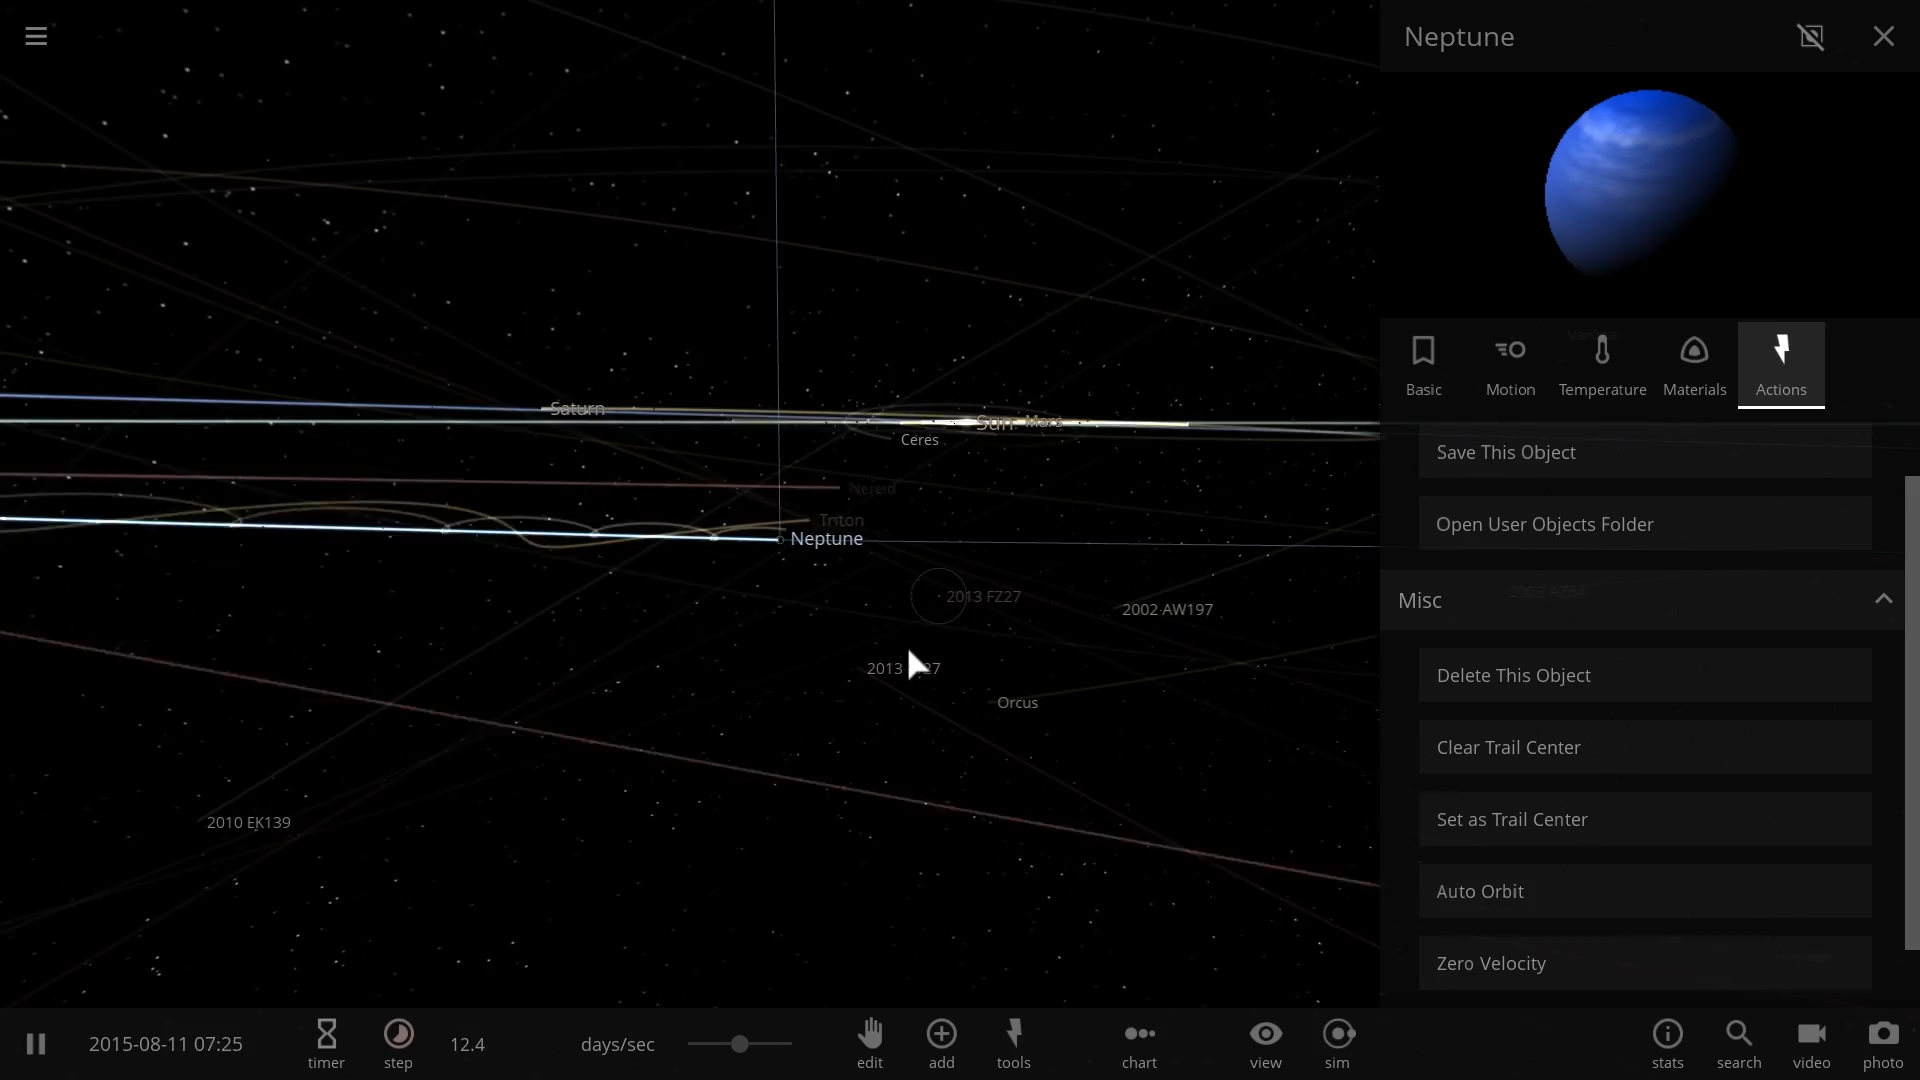 Neptune
Basic
Motion
Temperature
Materials
Actions
Saturn
Sun
Mars
Ceres
Save This Object
Nereid
Triton
Open User Objects Folder
Neptune
2013 FZ27
2002 AW197
2003 AZ84
Misc
2013
27
Delete This Object
Orcus
Clear Trail Center
2010 EK139
Set as Trail Center
Auto Orbit
Zero Velocity
2015-08-11 07:25
timer
step
12.4
days/sec
edit
add
tools
chart
view
sim
stats
search
video
photo